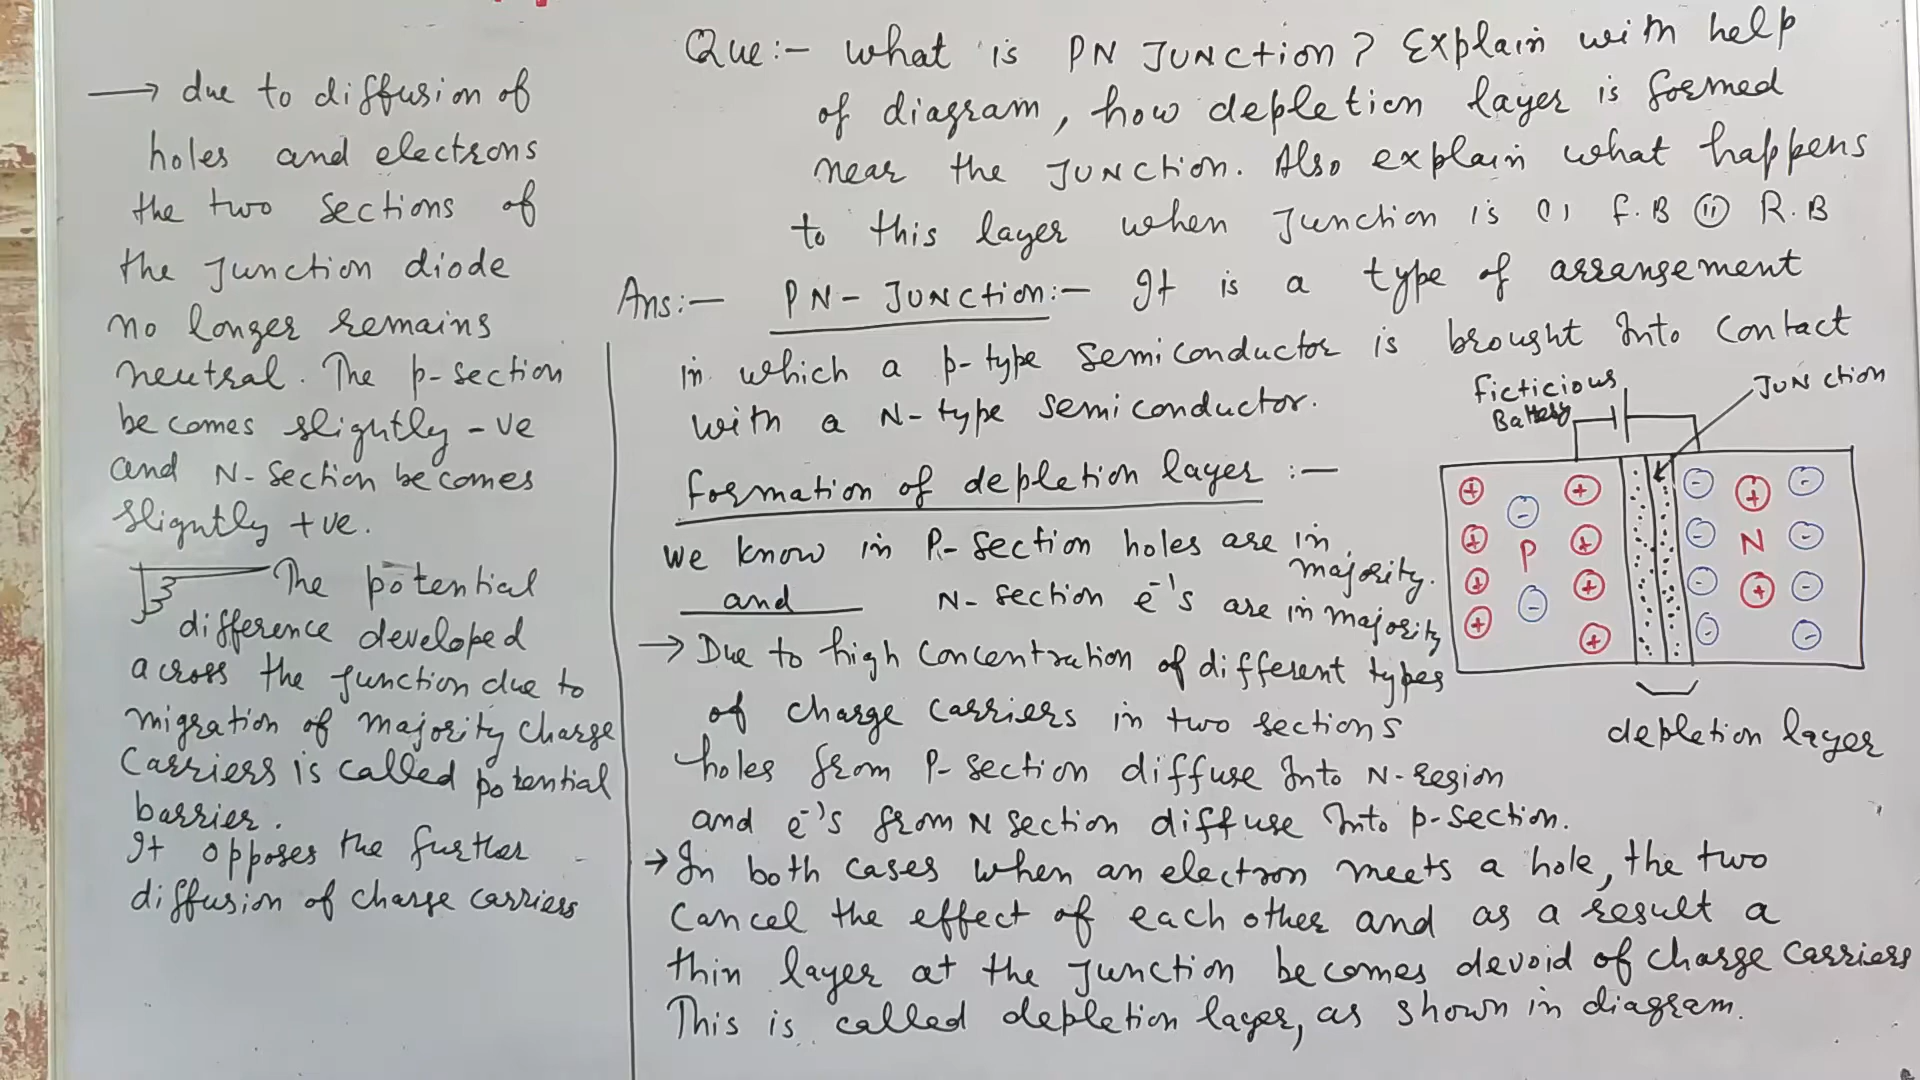 Que:- What is PN Junction? Explain with help
of diagram, how depletion layer is formed
near the Junction. Also explain what happens
to this layer when Junction is (i) F.B (ii) R.B
Ans:- PN-Junction:- It is a type of arrangement
in which a p-type semiconductor is brought Into Contact
with a N-type semiconductor.
formation of depletion layer :-
we know in P-section holes are in majority.
and N-section e⁻'s are in majority
→ Due to high concentration of different types
of charge carriers in two sections
holes from P-section diffuse Into N-region
and e⁻'s from N section diffuse Into p-section.
→ In both cases when an electron meets a hole, the two
cancel the effect of each other and as a result a
thin layer at the Junction becomes devoid of charge carriers
This is called depletion layer, as shown in diagram.
ficticious
Battery
Junction
P
N
depletion layer
→ due to diffusion of
holes and electrons
the two sections of
the Junction diode
no longer remains
neutral. The p-section
becomes slightly -ve
and N-section becomes
slightly +ve.
The potential
difference developed
across the junction due to
migration of majority charge
Carriers is called potential
barrier.
It opposes the further
diffusion of charge carriers